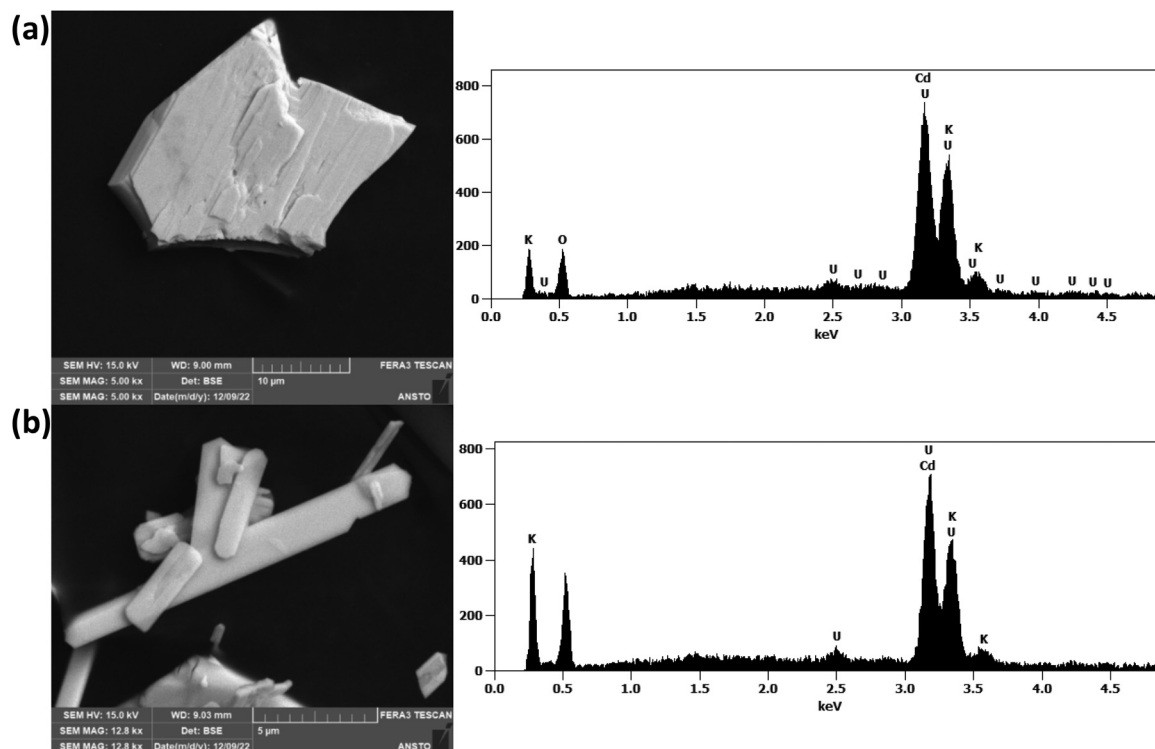 (a)
SEM HV: 15.0 kV WD: 9.00 mm FERA3 TESCAN
SEM MAG: 5.00 kx Det: BSE 10 µm
SEM MAG: 5.00 kx Date(m/d/y): 12/09/22 ANSTO
800
600
400
200
0
Cd
U
K
U
K O
U
U U U
U K
U U U U U
0.0 0.5 1.0 1.5 2.0 2.5 3.0 3.5 4.0 4.5
keV
(b)
SEM HV: 15.0 kV WD: 9.03 mm FERA3 TESCAN
SEM MAG: 12.8 kx Det: BSE 5 µm
SEM MAG: 12.8 kx Date(m/d/y): 12/09/22 ANSTO
800
600
400
200
0
U
Cd
K
U
K
U
K
0.0 0.5 1.0 1.5 2.0 2.5 3.0 3.5 4.0 4.5
keV